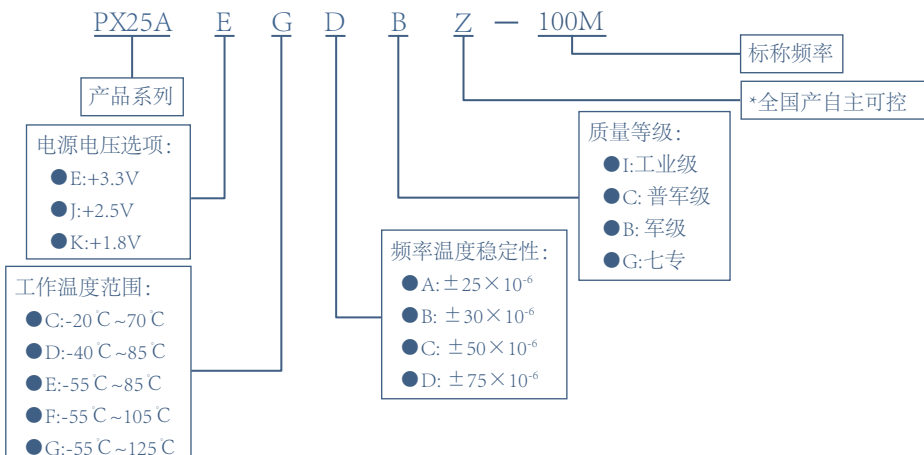 PX25A E G D B Z — 100M
标称频率
产品系列
*全国产自主可控
电源电压选项:
●E:+3.3V
●J:+2.5V
●K:+1.8V
质量等级:
●I:工业级
●C: 普军级
●B: 军级
●G:七专
频率温度稳定性:
●A:±25×10⁻⁶
●B: ±30×10⁻⁶
●C: ±50×10⁻⁶
●D: ±75×10⁻⁶
工作温度范围:
●C:-20℃~70℃
●D:-40℃~85℃
●E:-55℃~85℃
●F:-55℃~105℃
●G:-55℃~125℃